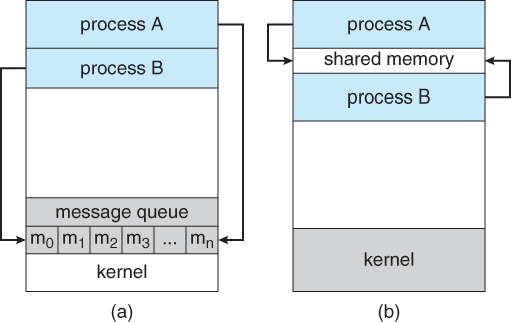 process A
process B
message queue
m0 m1 m2 m3 ... mn
kernel
(a)
process A
shared memory
process B
kernel
(b)